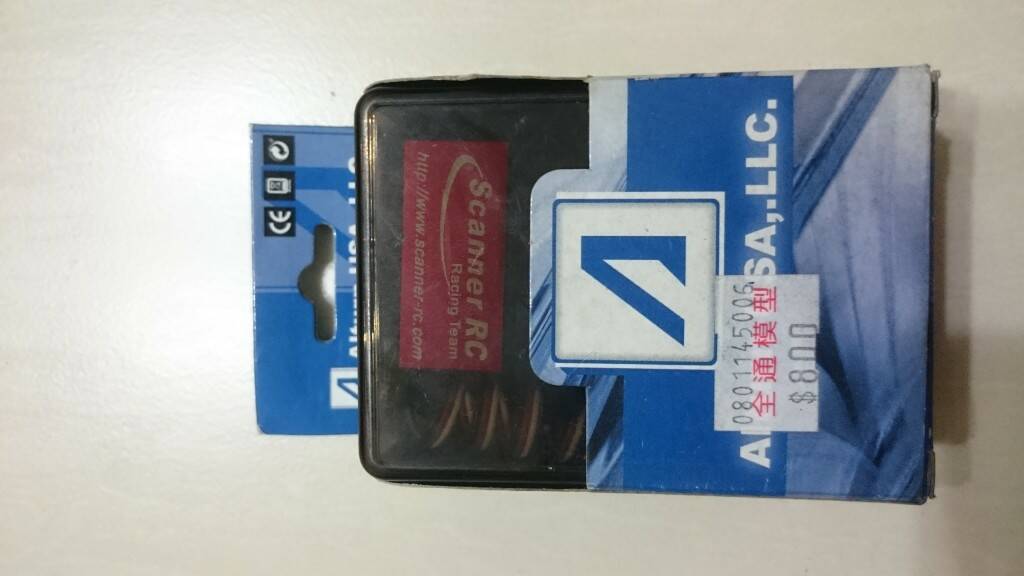 CE
Scanner RC
Racing Team
http://www.scanner-rc.com
SA,.LLC.
0801145006
全通模型
$800